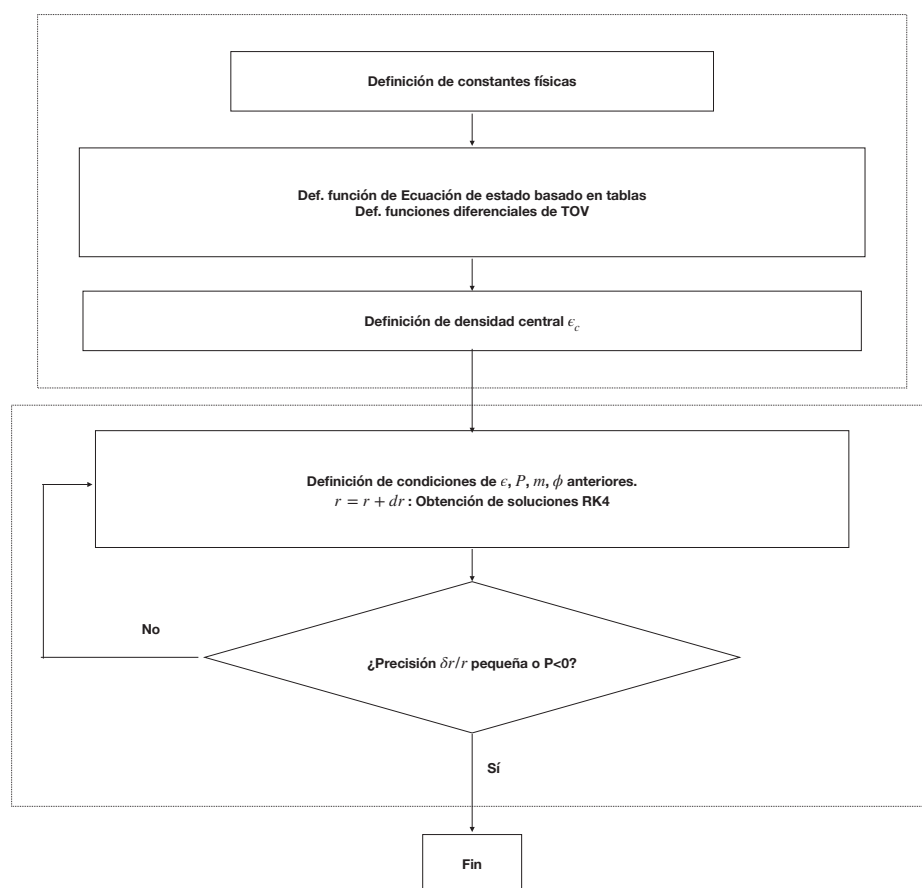 Definición de constantes físicas
Def. función de Ecuación de estado basado en tablas
Def. funciones diferenciales de TOV
Definición de densidad central ϵ_c
Definición de condiciones de ϵ, P, m, ϕ anteriores.
r = r + dr : Obtención de soluciones RK4
No
¿Precisión δr/r pequeña o P<0?
Sí
Fin